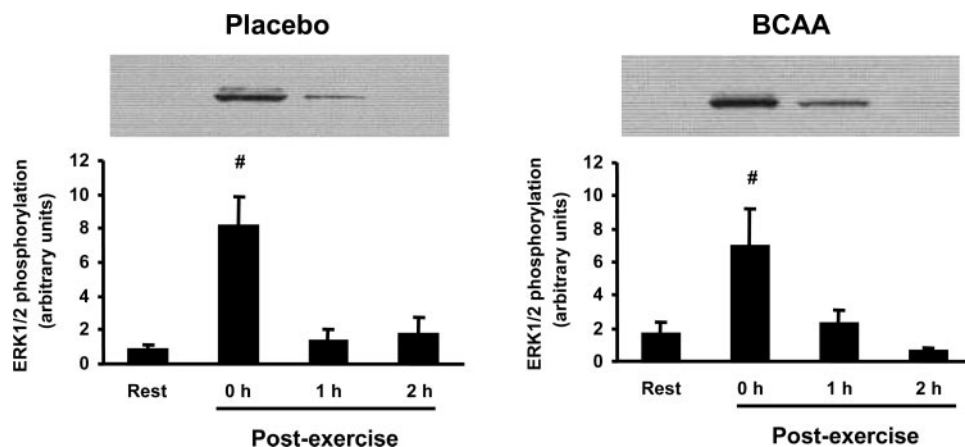 Placebo
ERK1/2 phosphorylation
(arbitrary units)
12
10
8
6
4
2
0
#
Rest
0 h
1 h
2 h
Post-exercise
BCAA
ERK1/2 phosphorylation
(arbitrary units)
12
10
8
6
4
2
0
#
Rest
0 h
1 h
2 h
Post-exercise